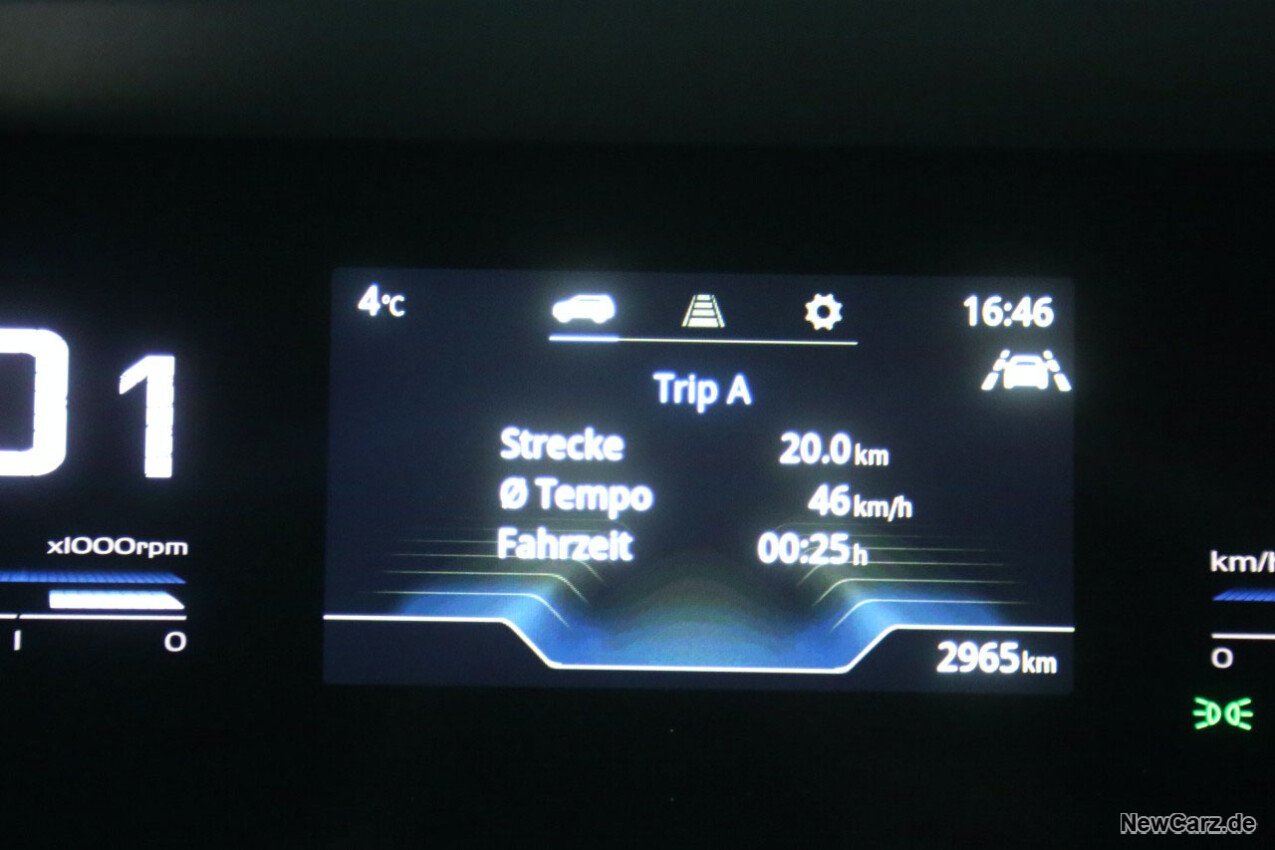 4°C 16:46
Trip A
Strecke 20.0 km
Ø Tempo 46 km/h
Fahrzeit 00:25 h
2965 km
01
x1000rpm
1 0
km/h
0
NewCarz.de